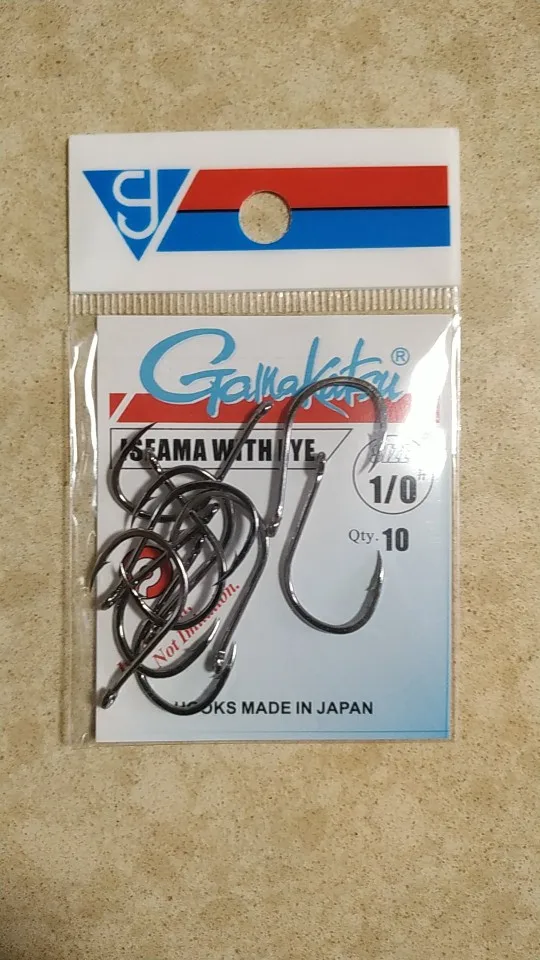 Gamakatsu®
ISEAMA WITH EYE
1/0#
Qty. 10
Not Imitation.
HOOKS MADE IN JAPAN